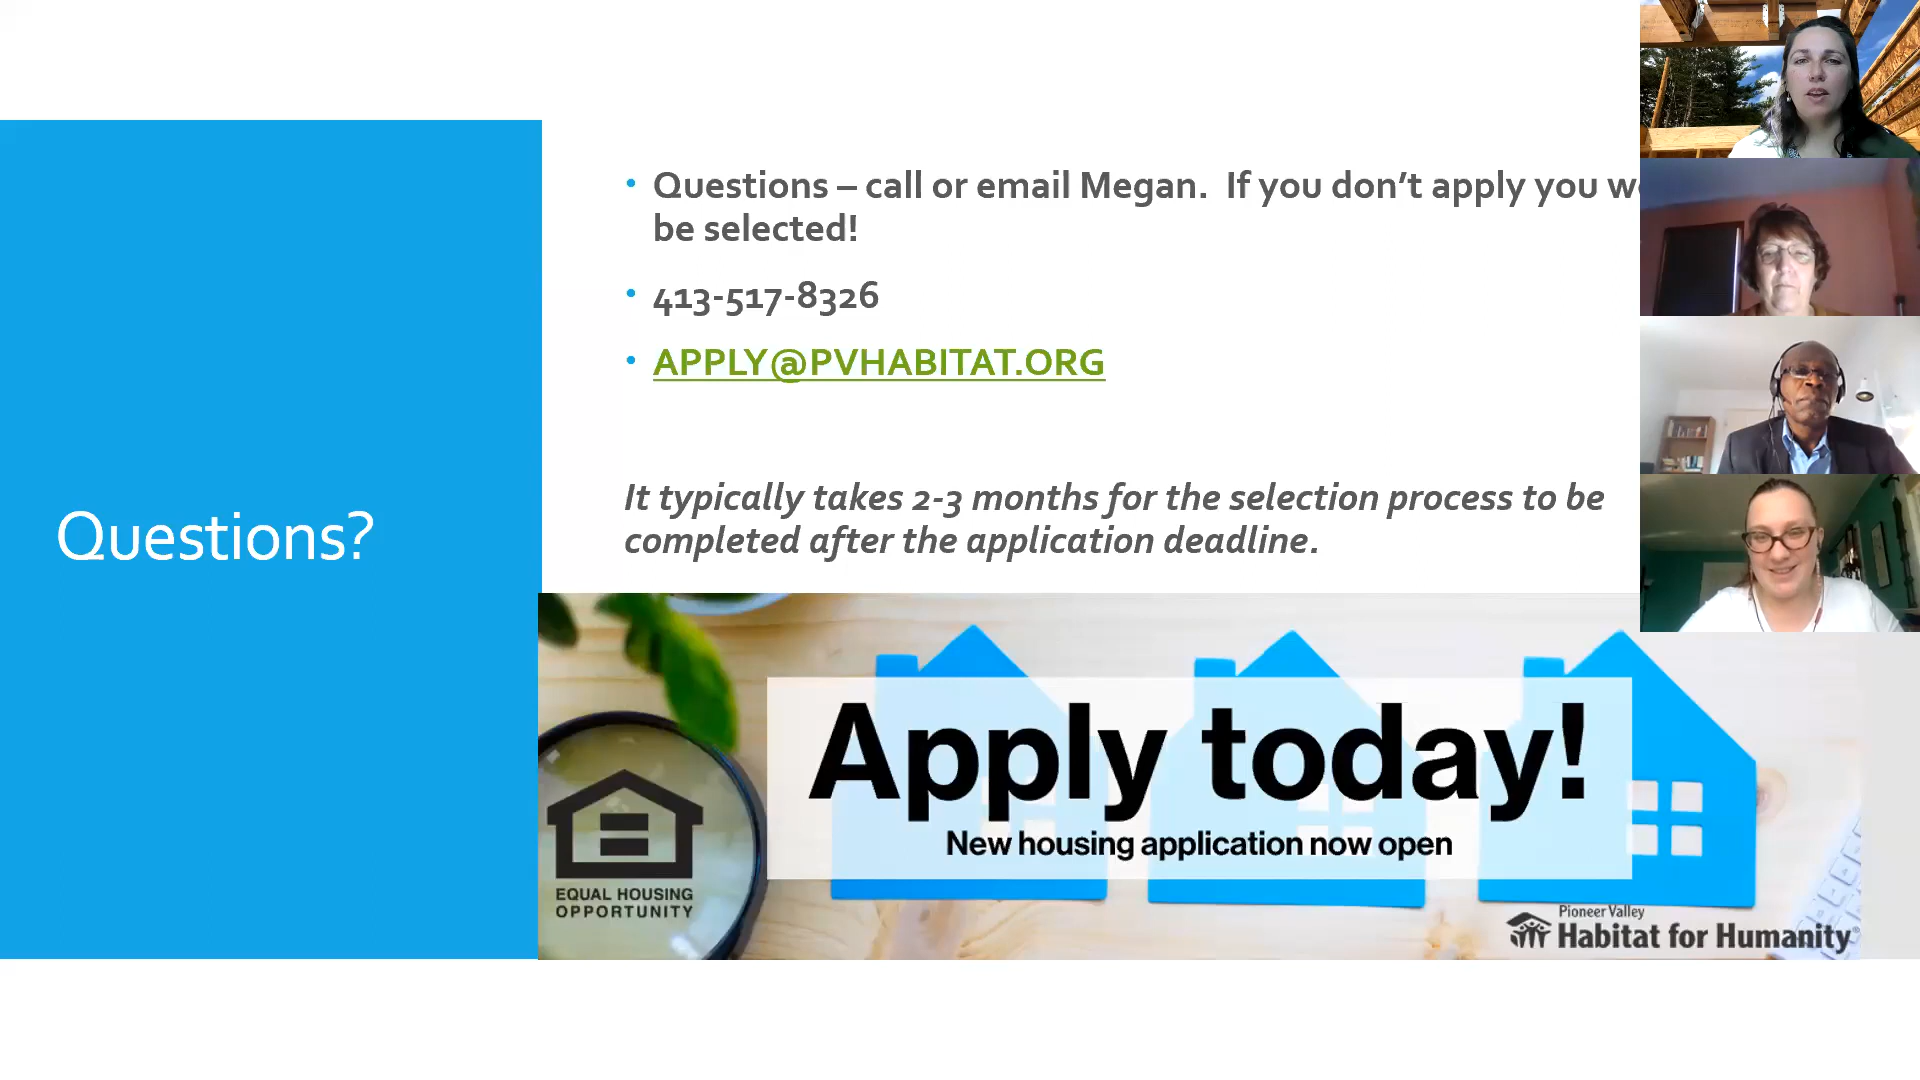 Questions?
• Questions – call or email Megan.  If you don't apply you
be selected!
• 413-517-8326
• APPLY@PVHABITAT.ORG
It typically takes 2-3 months for the selection process to be
completed after the application deadline.
Apply today!
New housing application now open
EQUAL HOUSING
OPPORTUNITY
Pioneer Valley
Habitat for Humanity®